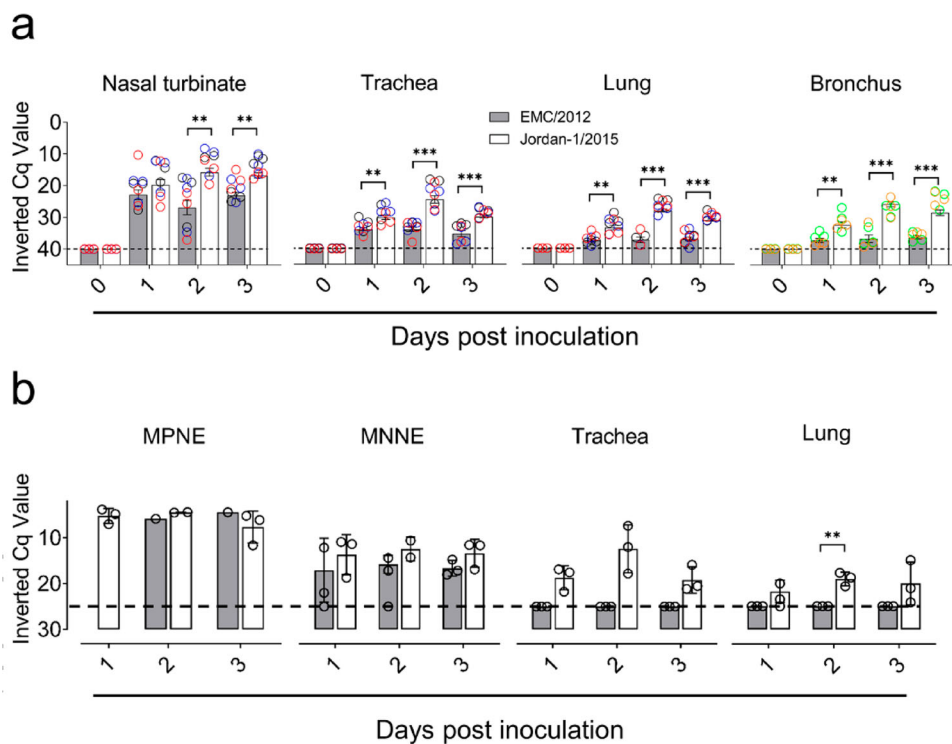 a
Nasal turbinate
Trachea
Lung
Bronchus
EMC/2012
Jordan-1/2015
Inverted Cq Value
0
10
20
30
40
** **
** *** ***
** *** ***
** *** ***
0 1 2 3
0 1 2 3
0 1 2 3
0 1 2 3
Days post inoculation
b
MPNE
MNNE
Trachea
Lung
Inverted Cq Value
10
20
30
**
1 2 3
1 2 3
1 2 3
1 2 3
Days post inoculation